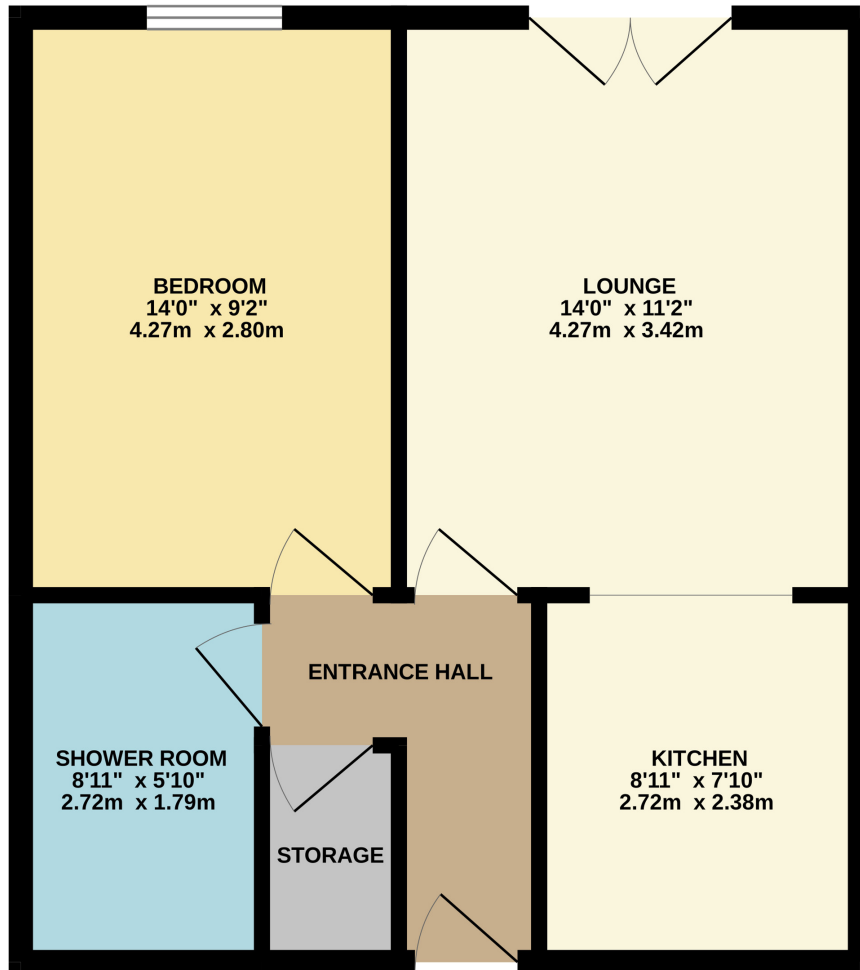 BEDROOM
14'0" x 9'2"
4.27m x 2.80m
LOUNGE
14'0" x 11'2"
4.27m x 3.42m
ENTRANCE HALL
SHOWER ROOM
8'11" x 5'10"
2.72m x 1.79m
KITCHEN
8'11" x 7'10"
2.72m x 2.38m
STORAGE